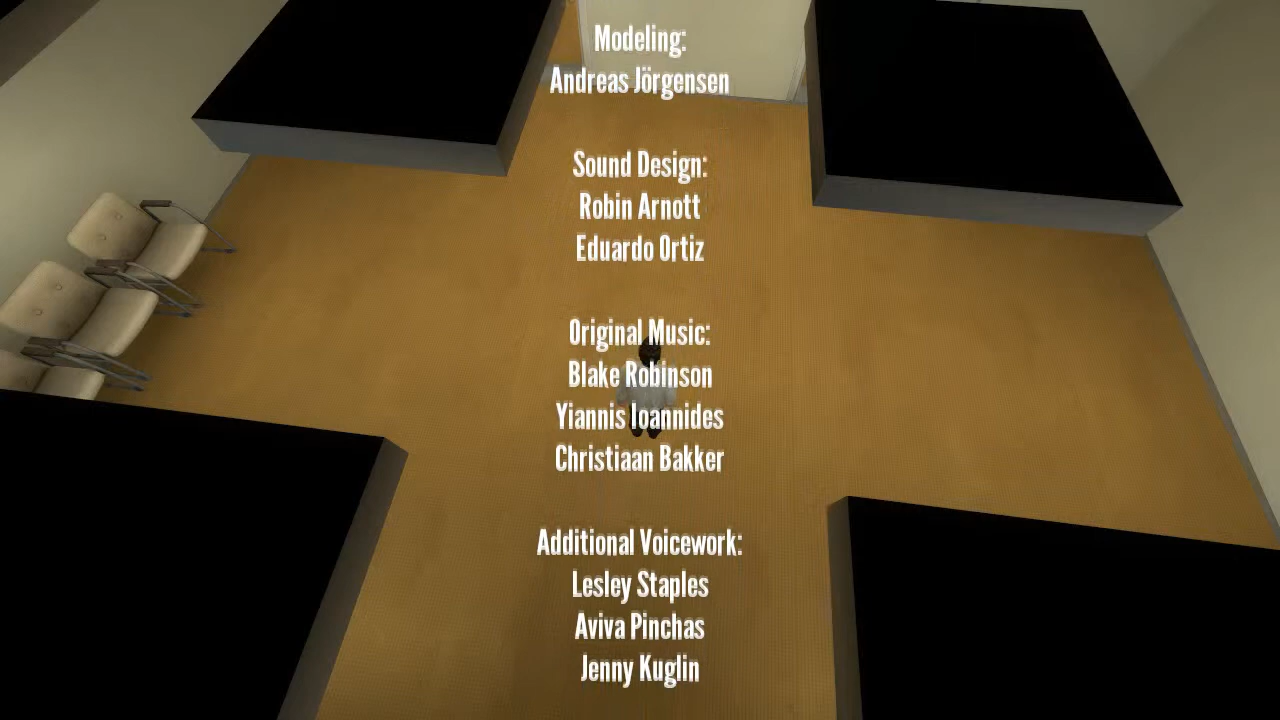 Modeling:
Andreas Jörgensen
Sound Design:
Robin Arnott
Eduardo Ortiz
Original Music:
Blake Robinson
Yiannis Ioannides
Christiaan Bakker
Additional Voicework:
Lesley Staples
Aviva Pinchas
Jenny Kuglin